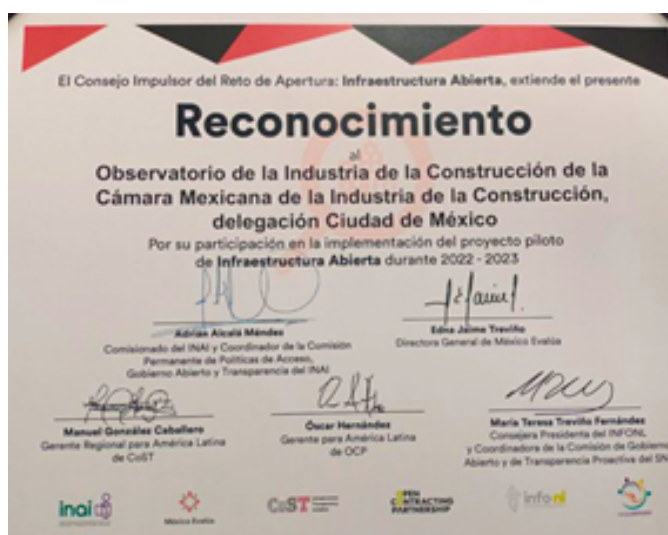 El Consejo Impulsor del Reto de Apertura: Infraestructura Abierta, extiende el presente
Reconocimiento
al
Observatorio de la Industria de la Construcción de la
Cámara Mexicana de la Industria de la Construcción,
delegación Ciudad de México
Por su participación en la implementación del proyecto piloto
de Infraestructura Abierta durante 2022 - 2023
Adrián Alcalá Méndez
Comisionado del INAI y Coordinador de la Comisión
Permanente de Políticas de Acceso,
Gobierno Abierto y Transparencia del INAI
Edna Jaime Treviño
Directora General de México Evalúa
Manuel González Caballero
Gerente Regional para América Latina
de CoST
Óscar Hernández
Gerente para América Latina
de OCP
María Teresa Treviño Fernández
Consejera Presidenta del INFONL
y Coordinadora de la Comisión de Gobierno
Abierto y de Transparencia Proactiva del SN
inai
México Evalúa
CoST
OPEN
CONTRACTING
PARTNERSHIP
infonl